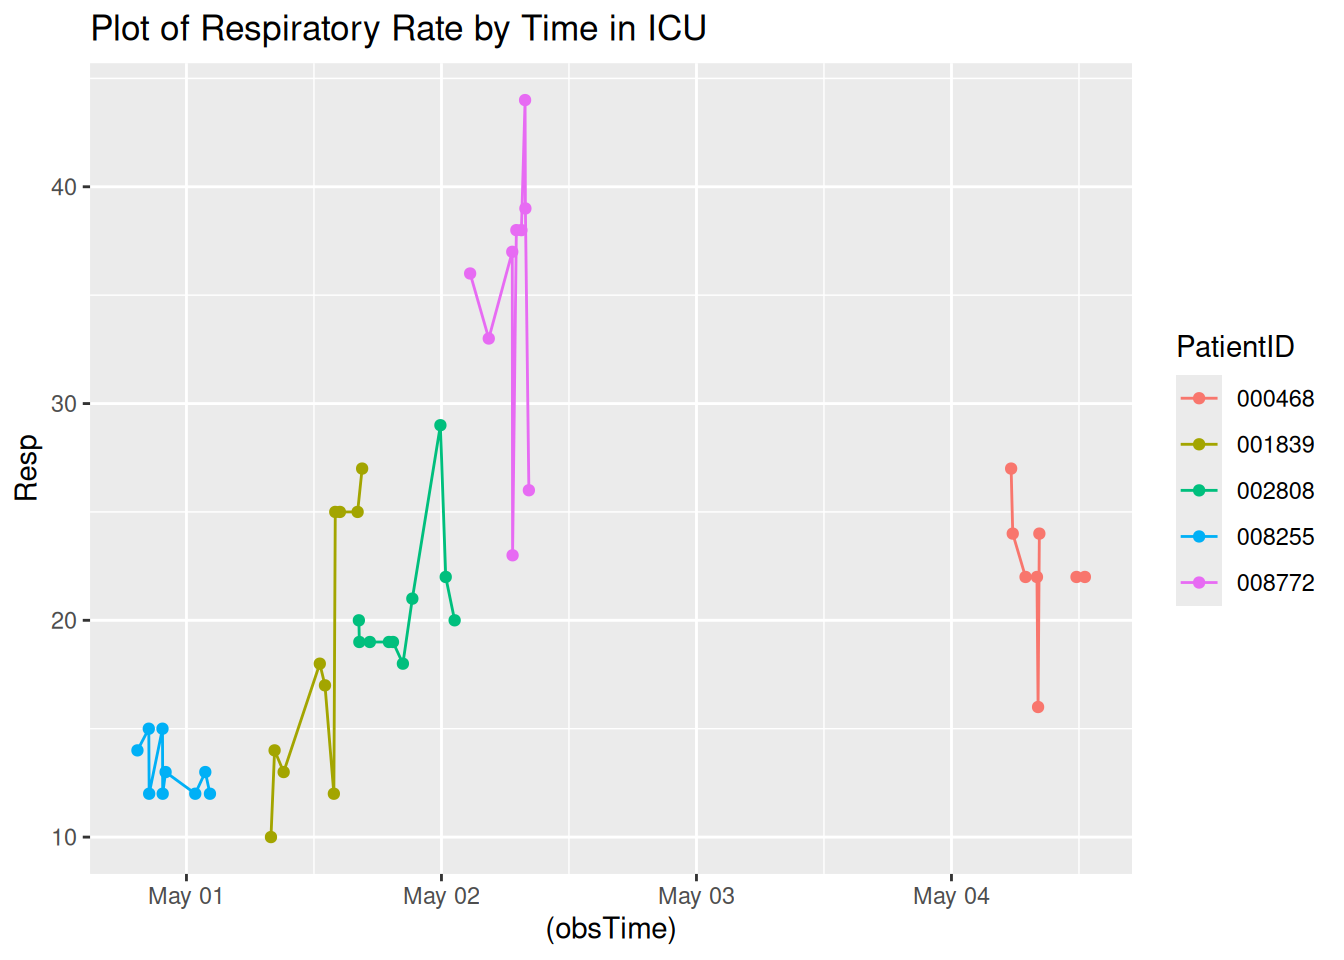 Plot of Respiratory Rate by Time in ICU
40
30
20
10
Resp
May 01
May 02
May 03
May 04
(obsTime)
PatientID
000468
001839
002808
008255
008772